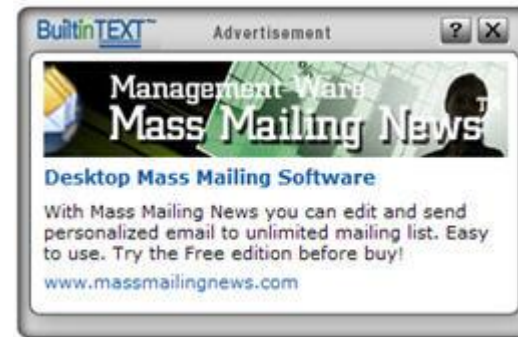 BuiltinTEXT™ Advertisement ? X
Management Ware
Mass Mailing News™
Desktop Mass Mailing Software
With Mass Mailing News you can edit and send
personalized email to unlimited mailing list. Easy
to use. Try the Free edition before buy!
www.massmailingnews.com